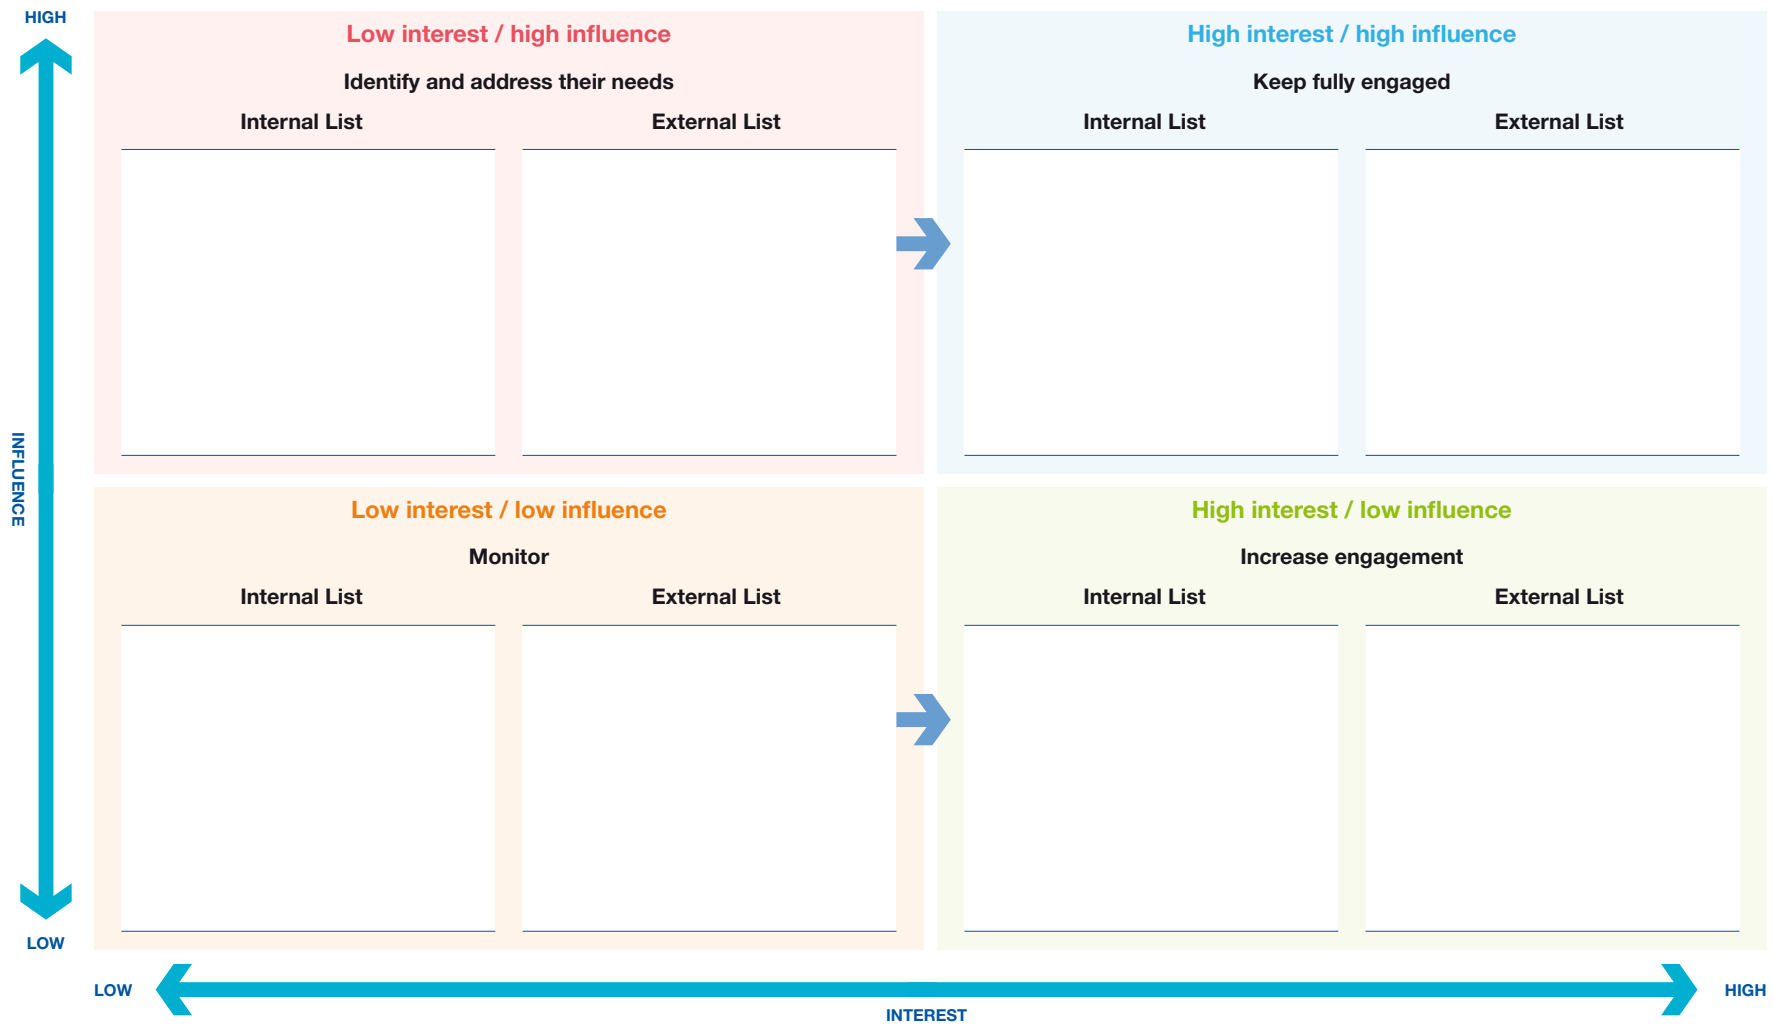 HIGH
INFLUENCE
LOW
Low interest / high influence
Identify and address their needs
Internal List
External List
High interest / high influence
Keep fully engaged
Internal List
External List
Low interest / low influence
Monitor
Internal List
External List
High interest / low influence
Increase engagement
Internal List
External List
LOW
INTEREST
HIGH